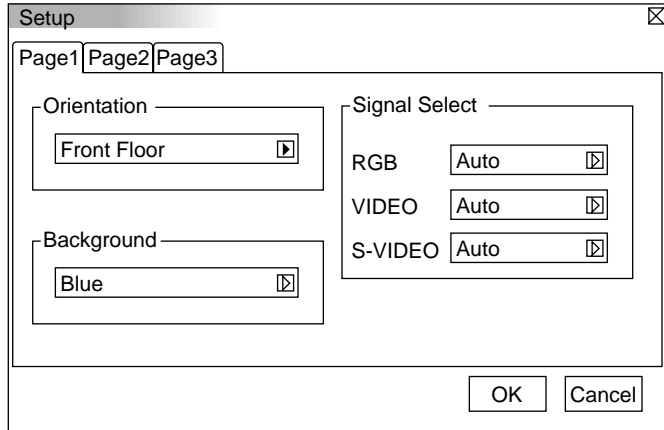 Setup
Page1 Page2 Page3
Orientation
Front Floor
Background
Blue
Signal Select
RGB Auto
VIDEO Auto
S-VIDEO Auto
OK Cancel